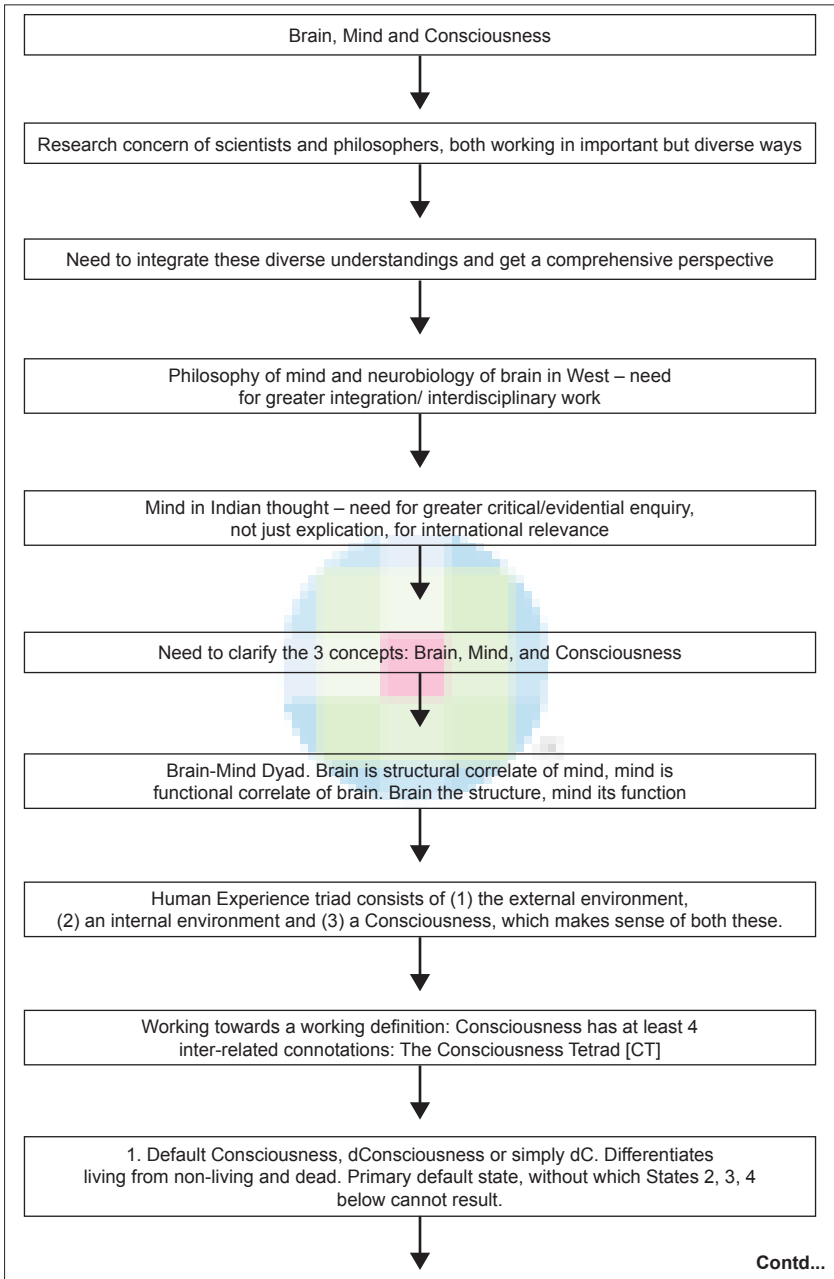 Brain, Mind and Consciousness
Research concern of scientists and philosophers, both working in important but diverse ways
Need to integrate these diverse understandings and get a comprehensive perspective
Philosophy of mind and neurobiology of brain in West – need
for greater integration/ interdisciplinary work
Mind in Indian thought – need for greater critical/evidential enquiry,
not just explication, for international relevance
Need to clarify the 3 concepts: Brain, Mind, and Consciousness
Brain-Mind Dyad. Brain is structural correlate of mind, mind is
functional correlate of brain. Brain the structure, mind its function
Human Experience triad consists of (1) the external environment,
(2) an internal environment and (3) a Consciousness, which makes sense of both these.
Working towards a working definition: Consciousness has at least 4
inter-related connotations: The Consciousness Tetrad [CT]
1. Default Consciousness, dConsciousness or simply dC. Differentiates
living from non-living and dead. Primary default state, without which States 2, 3, 4
below cannot result.
Contd...